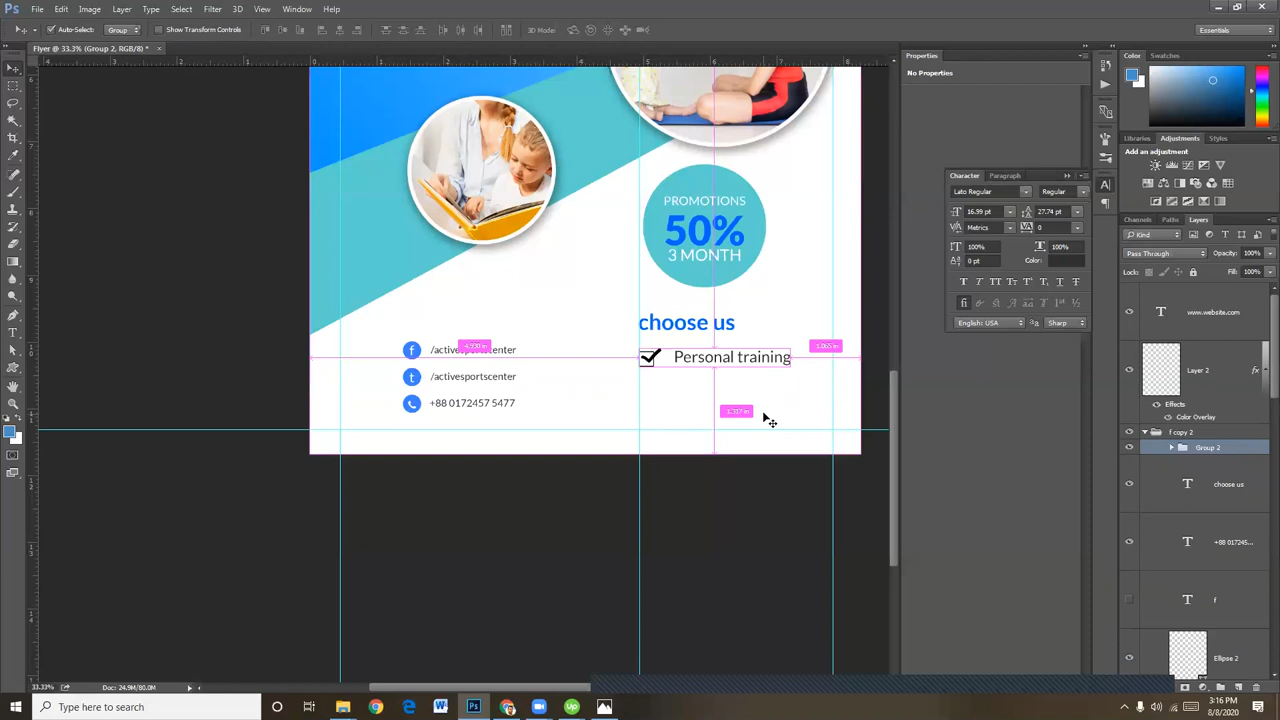 Ps File Edit Image Layer Type Select Filter 3D View Window Help
Auto-Select: Group Show Transform Controls 3D Mode: Essentials
Flyer @ 33.3% (Group 2, RGB/8) * ×
Properties
No Properties
Color Swatches
Libraries Adjustments Styles
Add an adjustment
Character Paragraph
Lato Regular Regular
16.99 pt 27.74 pt
Metrics 0
100% 100%
0 pt Color:
English: USA Sharp
Channels Paths Layers
Kind
Pass Through Opacity: 100%
Lock: Fill: 100%
www.website.com
Layer 2 fx
Effects
Color Overlay
f copy 2
Group 2
choose us
+88 017245...
f
Ellipse 2
PROMOTIONS
50%
3 MONTH
choose us
Personal training
/activesportscenter
/activesportscenter
+88 0172457 5477
33.33% Doc: 24.9M/80.0M
Type here to search
3:16 PM
8/8/2020